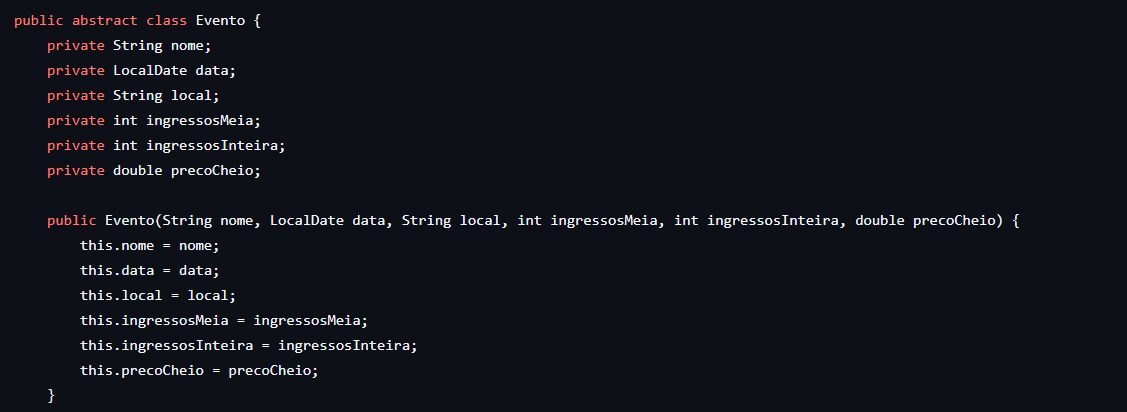 public abstract class Evento {
    private String nome;
    private LocalDate data;
    private String local;
    private int ingressosMeia;
    private int ingressosInteira;
    private double precoCheio;

    public Evento(String nome, LocalDate data, String local, int ingressosMeia, int ingressosInteira, double precoCheio) {
        this.nome = nome;
        this.data = data;
        this.local = local;
        this.ingressosMeia = ingressosMeia;
        this.ingressosInteira = ingressosInteira;
        this.precoCheio = precoCheio;
    }